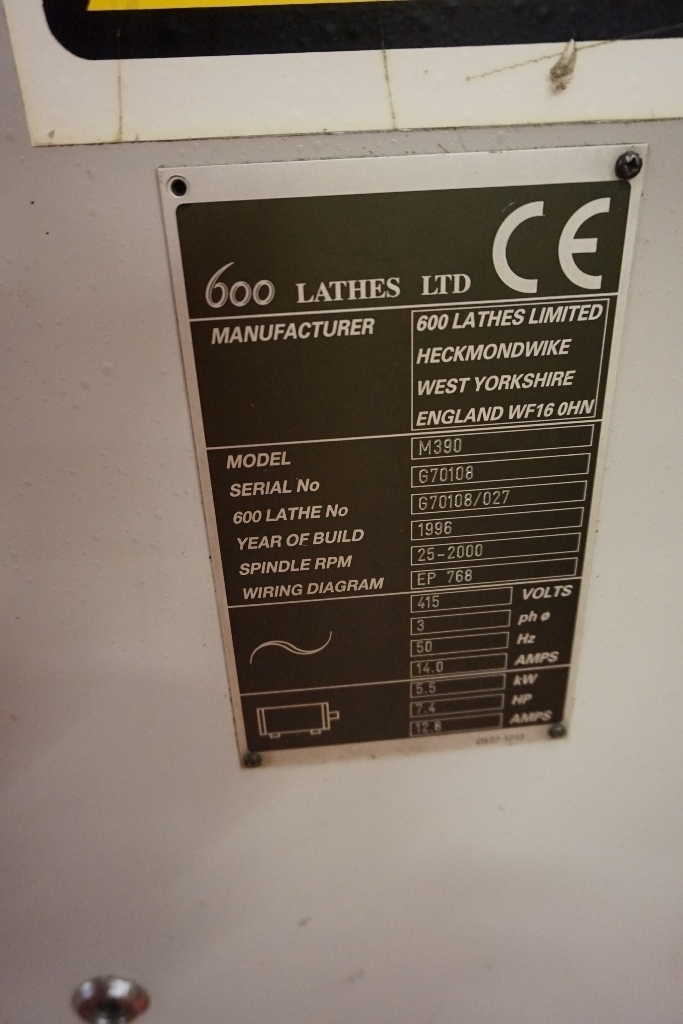 CE
600 LATHES LTD
MANUFACTURER
600 LATHES LIMITED
HECKMONDWIKE
WEST YORKSHIRE
ENGLAND WF16 0HN
MODEL M390
SERIAL No G70108
600 LATHE No G70108/027
YEAR OF BUILD 1996
SPINDLE RPM 25-2000
WIRING DIAGRAM EP 768
415 VOLTS
3 ph ø
50 Hz
14.0 AMPS
5.5 kW
7.4 HP
12.8 AMPS